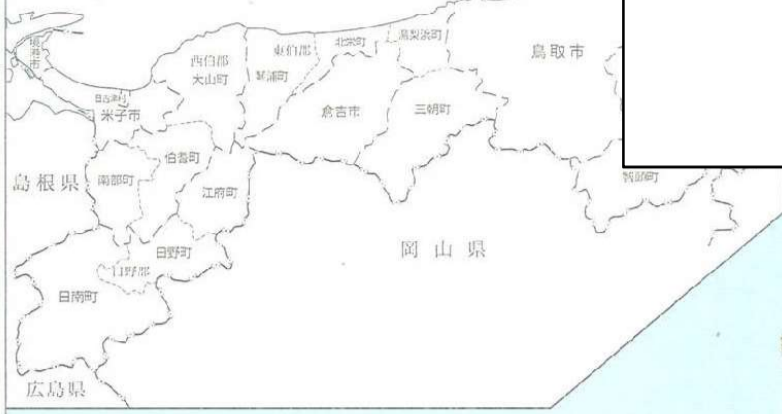 境港市
西伯郡
大山町
東伯郡
琴浦町
北栄町
湯梨浜町
鳥取市
日吉津村
米子市
倉吉市
三朝町
伯耆町
島根県
南部町
江府町
智頭町
岡山県
日野町
日野郡
日南町
広島県